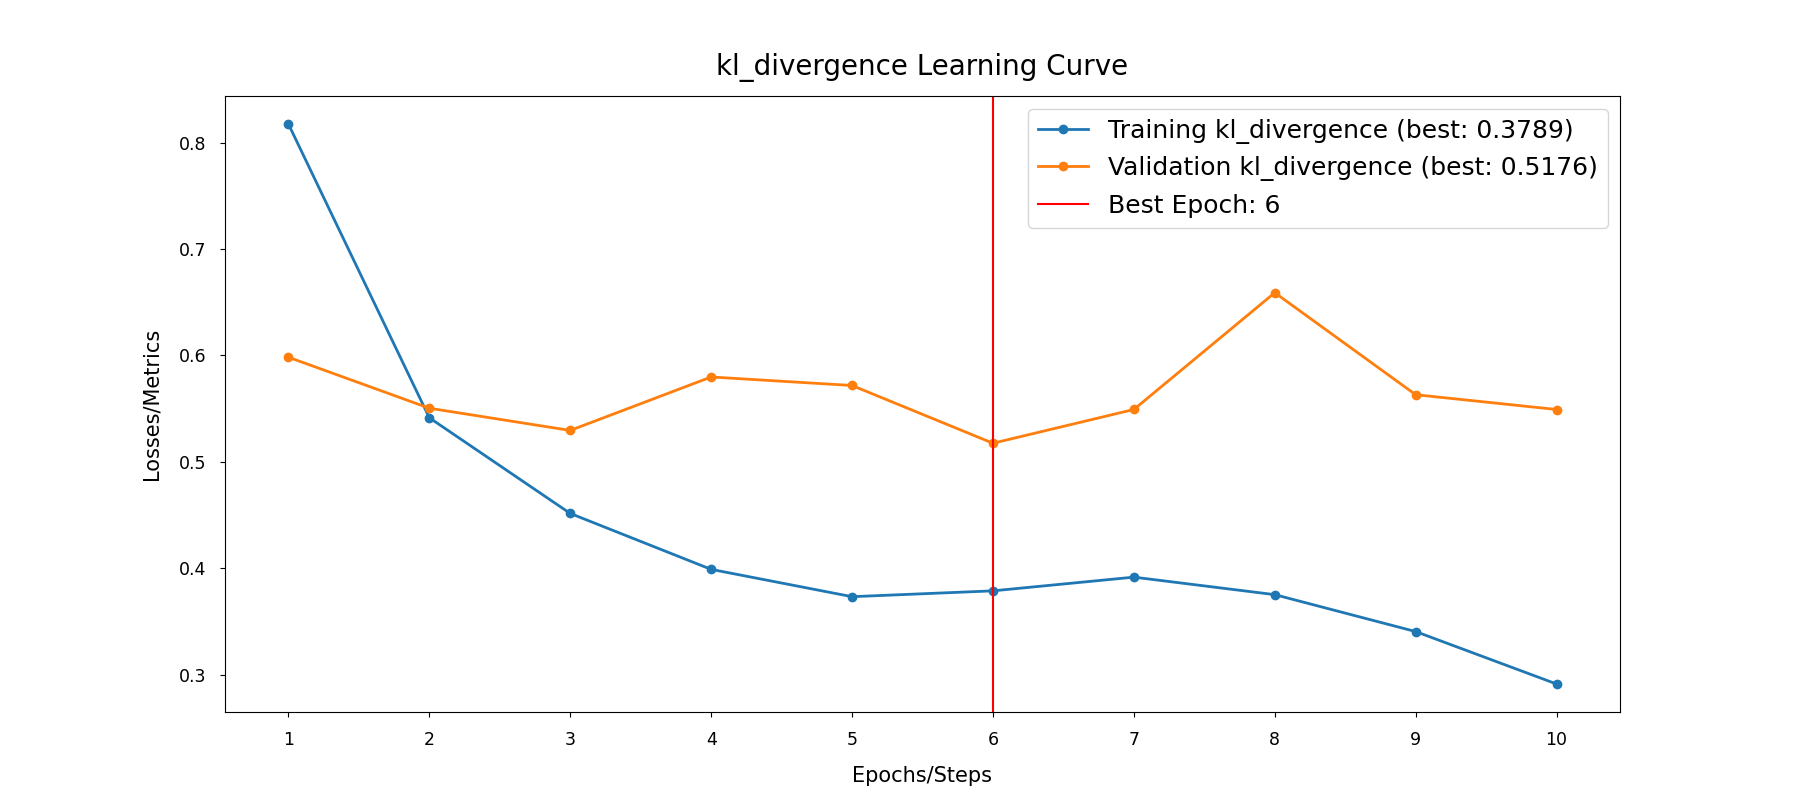 kl_divergence Learning Curve
Training kl_divergence (best: 0.3789)
Validation kl_divergence (best: 0.5176)
Best Epoch: 6
Losses/Metrics
0.8
0.7
0.6
0.5
0.4
0.3
1 2 3 4 5 6 7 8 9 10
Epochs/Steps